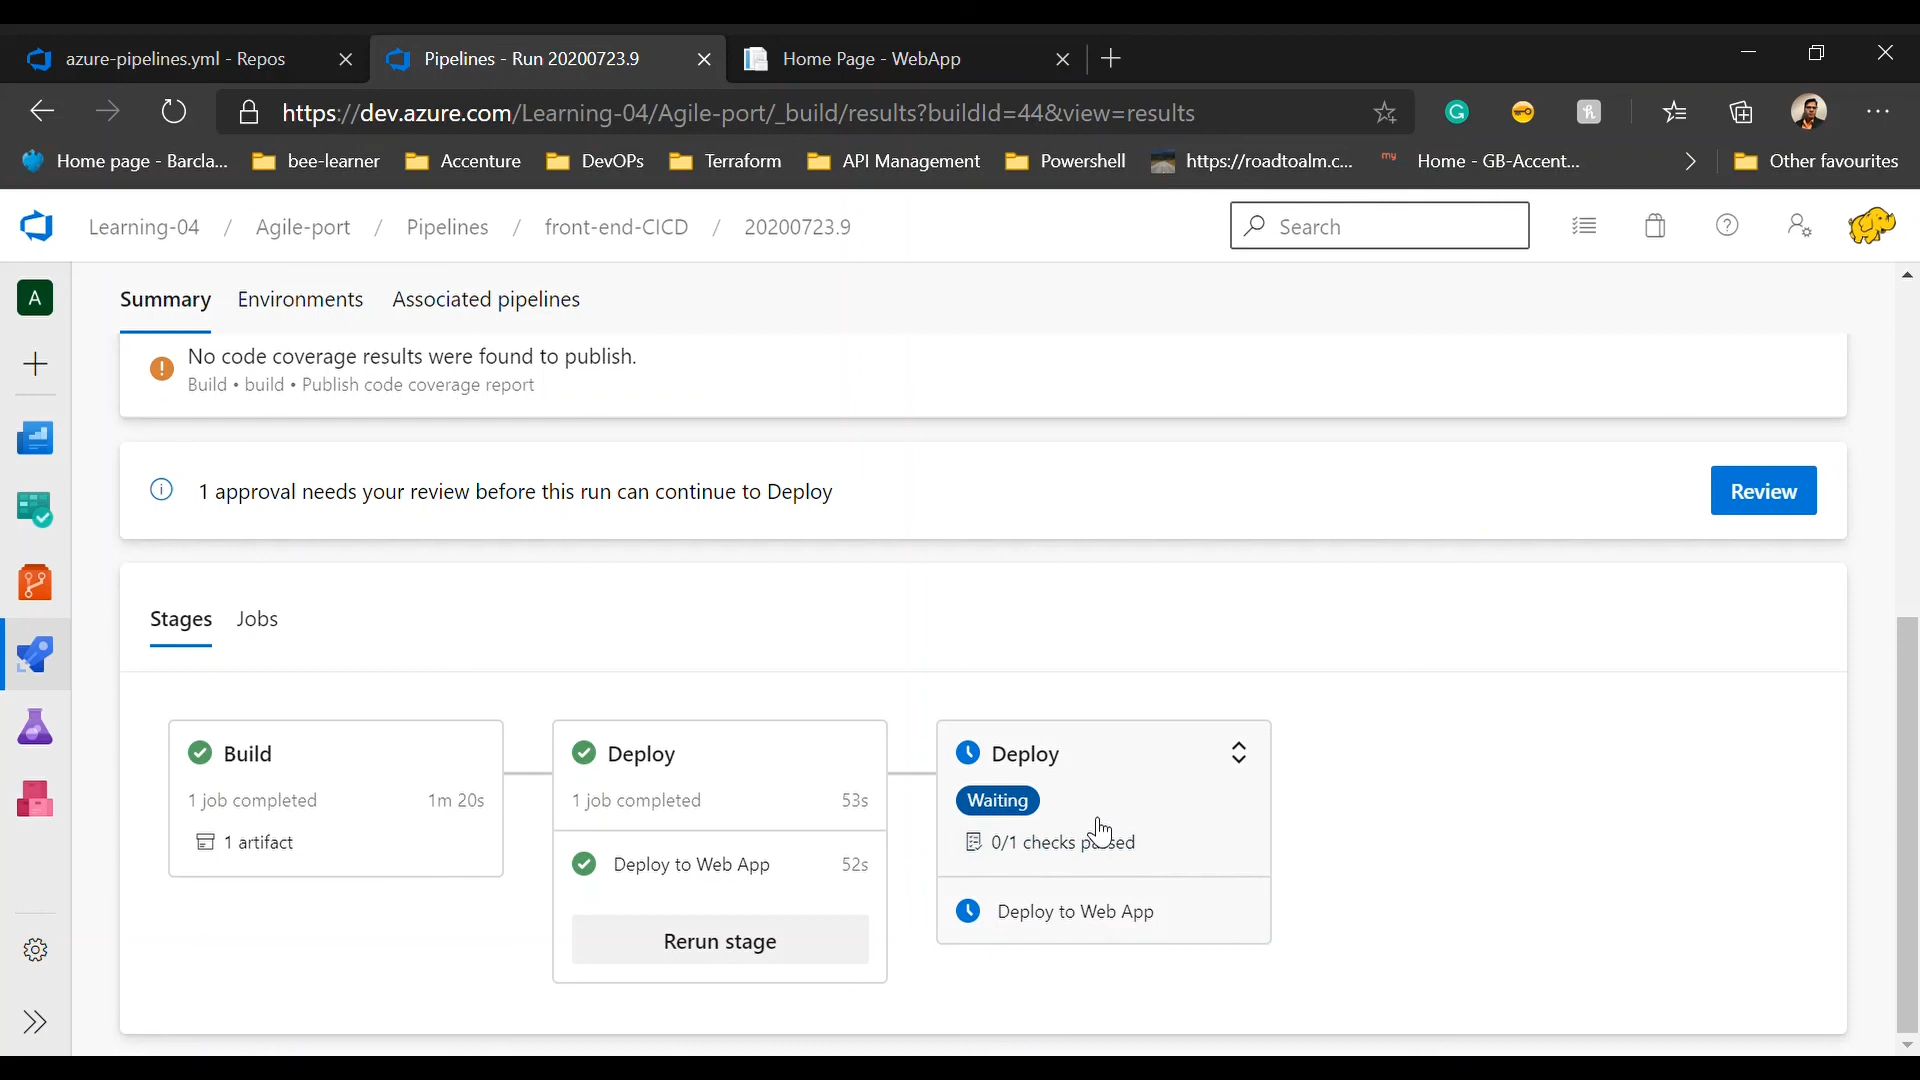 azure-pipelines.yml - Repos
Pipelines - Run 20200723.9
Home Page - WebApp
https://dev.azure.com/Learning-04/Agile-port/_build/results?buildId=44&view=results
Home page - Barcla...
bee-learner
Accenture
DevOPs
Terraform
API Management
Powershell
https://roadtoalm.c...
my
Home - GB-Accent...
Other favourites
Learning-04 / Agile-port / Pipelines / front-end-CICD / 20200723.9
Search
A
Summary
Environments
Associated pipelines
No code coverage results were found to publish.
Build • build • Publish code coverage report
1 approval needs your review before this run can continue to Deploy
Review
Stages
Jobs
Build
1 job completed 1m 20s
1 artifact
Deploy
1 job completed 53s
Deploy to Web App 52s
Rerun stage
Deploy
Waiting
0/1 checks passed
Deploy to Web App